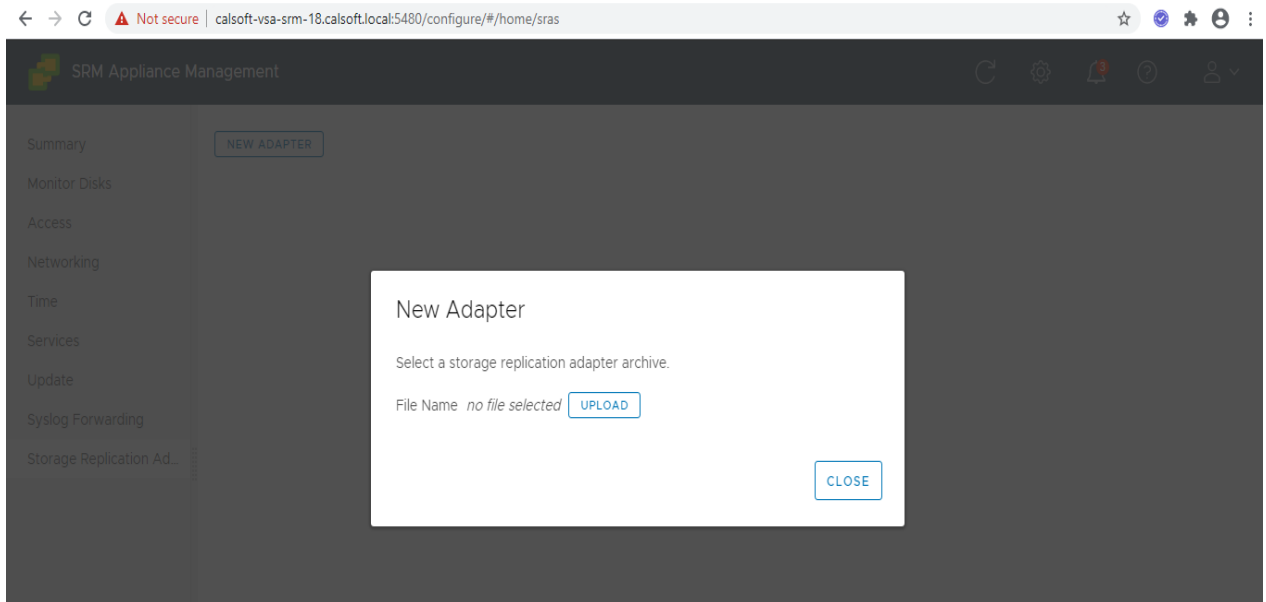 Not secure calsoft-vsa-srm-18.calsoft.local:5480/configure/#/home/sras
SRM Appliance Management
3
Summary
NEW ADAPTER
Monitor Disks
Access
Networking
Time
Services
Update
Syslog Forwarding
Storage Replication Ad...
New Adapter
Select a storage replication adapter archive.
File Name no file selected UPLOAD
CLOSE